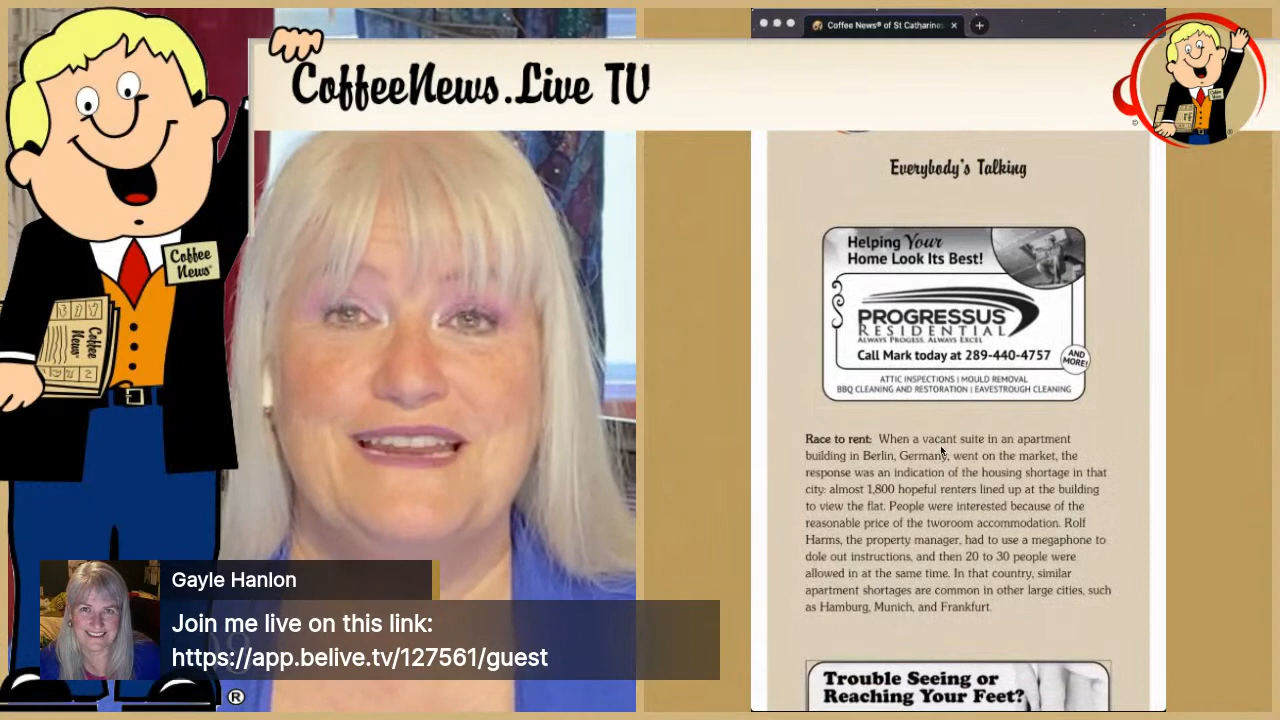 CoffeeNews.Live TV
Coffee News® of St Catharines
Everybody's Talking
Coffee
News®
Coffee
News
Helping Your
Home Look Its Best!
PROGRESSUS
RESIDENTIAL
ALWAYS PROGRESS. ALWAYS EXCEL
Call Mark today at 289-440-4757
AND
MORE!
ATTIC INSPECTIONS | MOULD REMOVAL
BBQ CLEANING AND RESTORATION | EAVESTROUGH CLEANING
Race to rent: When a vacant suite in an apartment
building in Berlin, Germany, went on the market, the
response was an indication of the housing shortage in that
city: almost 1,800 hopeful renters lined up at the building
to view the flat. People were interested because of the
reasonable price of the tworoom accommodation. Rolf
Harms, the property manager, had to use a megaphone to
dole out instructions, and then 20 to 30 people were
allowed in at the same time. In that country, similar
apartment shortages are common in other large cities, such
as Hamburg, Munich, and Frankfurt.
Trouble Seeing or
Reaching Your Feet?
Gayle Hanlon
Join me live on this link:
https://app.belive.tv/127561/guest
®